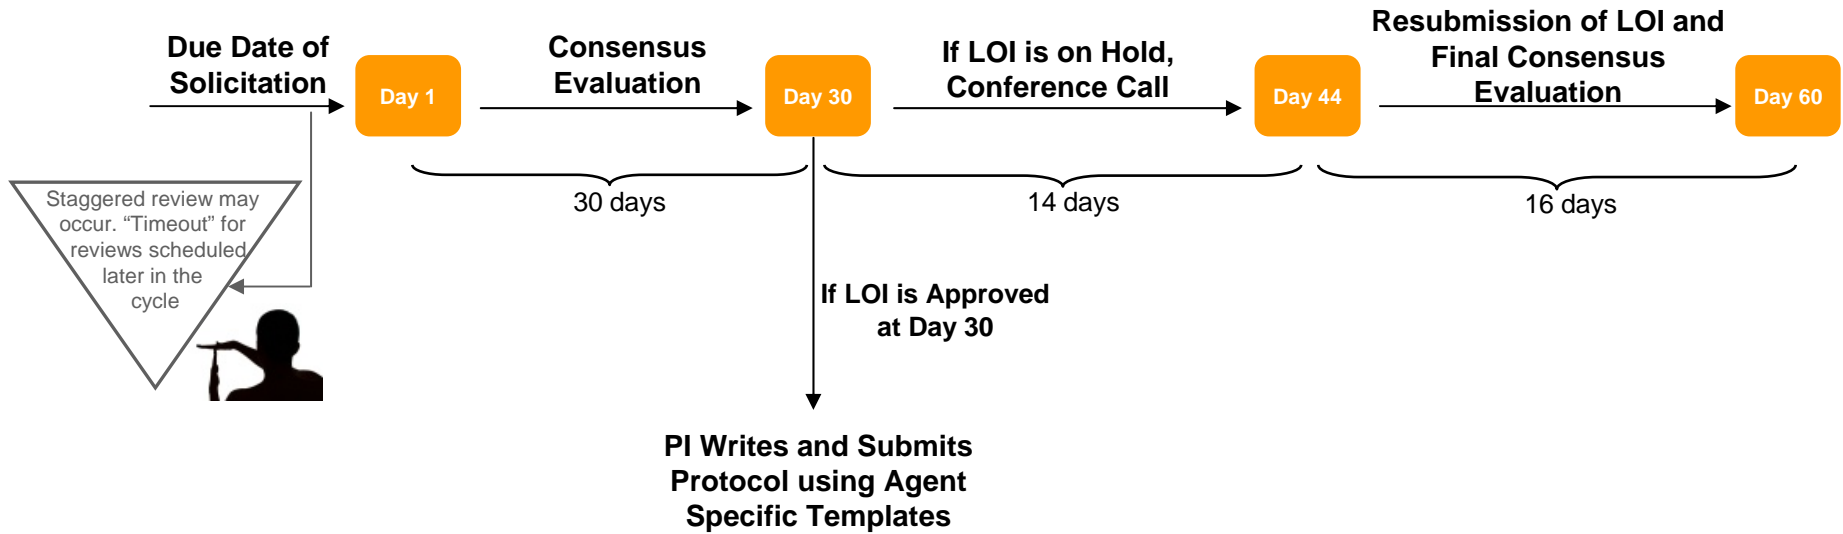 Due Date of
Solicitation
Day 1
Consensus
Evaluation
Day 30
If LOI is on Hold,
Conference Call
Day 44
Resubmission of LOI and
Final Consensus
Evaluation
Day 60
30 days
14 days
16 days
Staggered review may
occur. “Timeout” for
reviews scheduled
later in the
cycle
If LOI is Approved
at Day 30
PI Writes and Submits
Protocol using Agent
Specific Templates